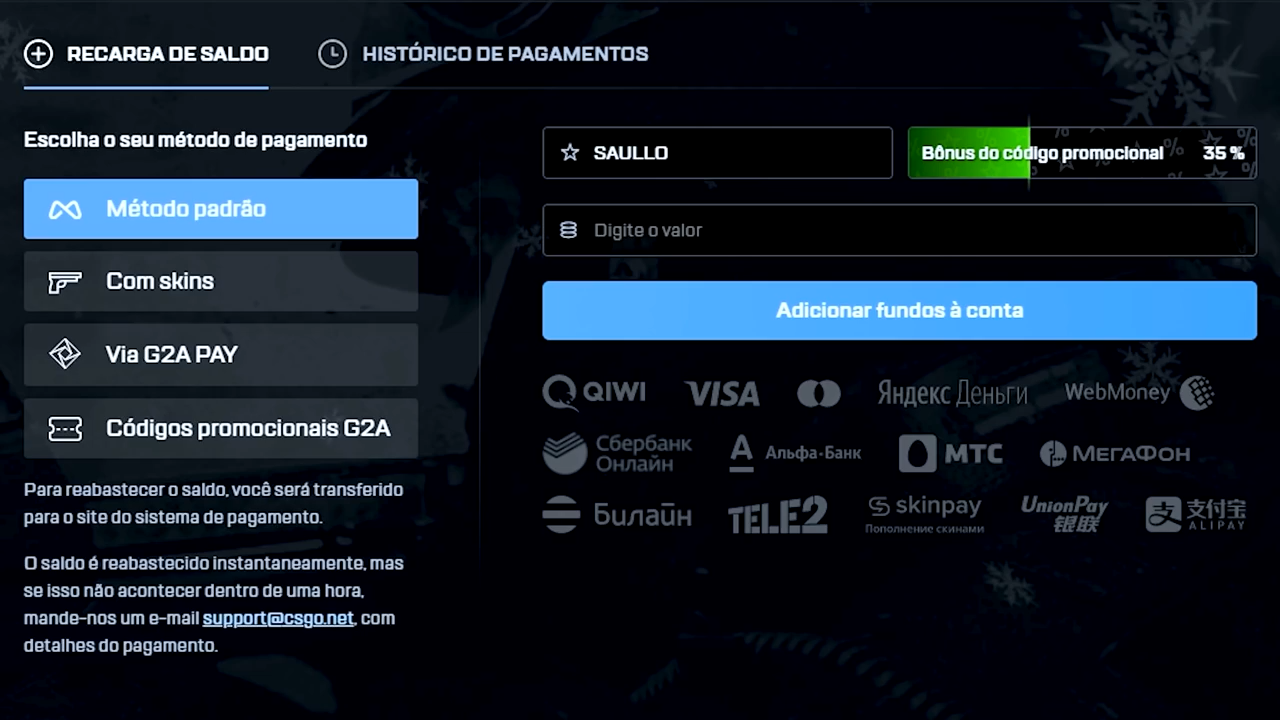 RECARGA DE SALDO
HISTÓRICO DE PAGAMENTOS
Escolha o seu método de pagamento
Método padrão
Com skins
Via G2A PAY
Códigos promocionais G2A
Para reabastecer o saldo, você será transferido
para o site do sistema de pagamento.
O saldo é reabastecido instantaneamente, mas
se isso não acontecer dentro de uma hora,
mande-nos um e-mail support@csgo.net, com
detalhes do pagamento.
SAULLO
Bônus do código promocional 35 %
Digite o valor
Adicionar fundos à conta
QIWI VISA Яндекс Деньги WebMoney
Сбербанк
Онлайн
Альфа·Банк
МТС
МЕГАФОН
Билайн
TELE2
skinpay
Пополнение скинами
UnionPay
银联
支付宝
ALIPAY